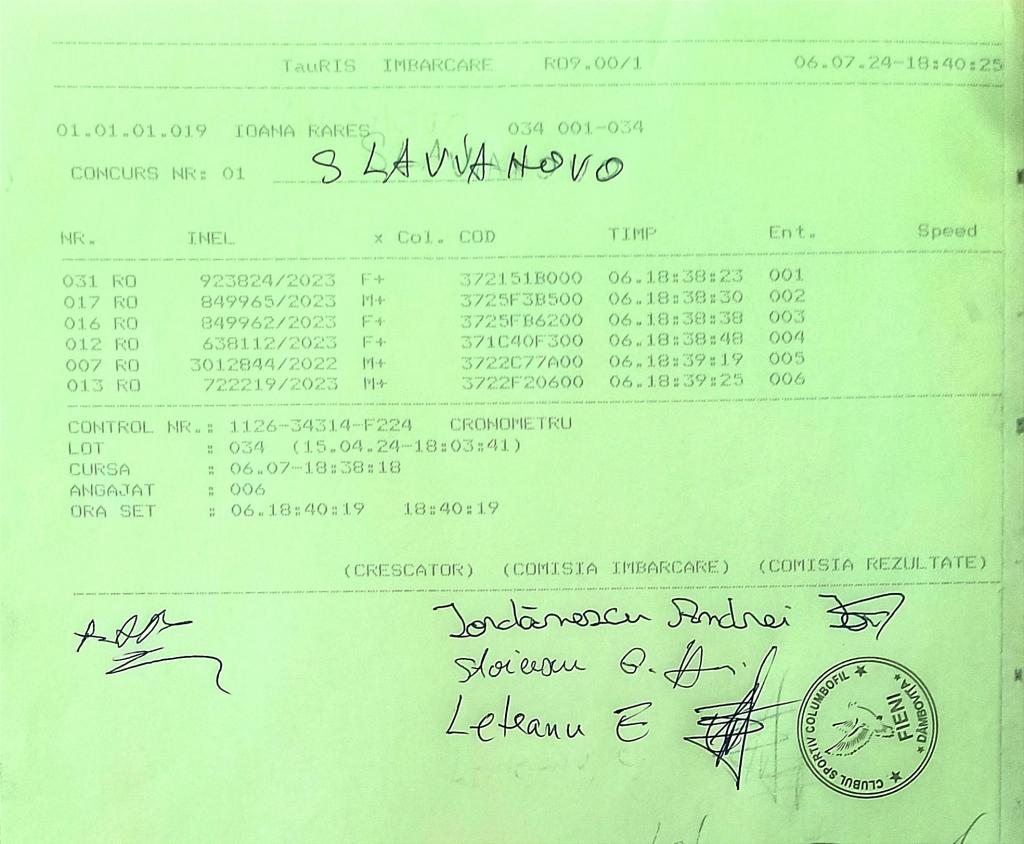 TauRIS IMBARCARE R09.00/1 06.07.24-18:40:25
01.01.01.019 IOANA RARES 034 001-034
CONCURS NR: 01 SLAVIANOVO
NR. INEL x Col. COD TIMP Ent. Speed
031 RO 923824/2023 F+ 372151B000 06.18:38:23 001
017 RO 849965/2023 M+ 3725F3B500 06.18:38:30 002
016 RO 849962/2023 F+ 3725FB6200 06.18:38:38 003
012 RO 638112/2023 F+ 371C40F300 06.18:38:48 004
007 RO 3012844/2022 M+ 3722C77A00 06.18:39:19 005
013 RO 722219/2023 M+ 3722F20600 06.18:39:25 006
CONTROL NR.: 1126-34314-F224 CRONOMETRU
LOT : 034 (15.04.24-18:03:41)
CURSA : 06.07-18:38:18
ANGAJAT : 006
ORA SET : 06.18:40:19 18:40:19
(CRESCATOR) (COMISIA IMBARCARE) (COMISIA REZULTATE)
Iordănescu Andrei
Stoicescu G.
Leteanu E
CLUBUL SPORTIV COLUMBOFIL ★ FIENI ★ DÂMBOVIȚA ★